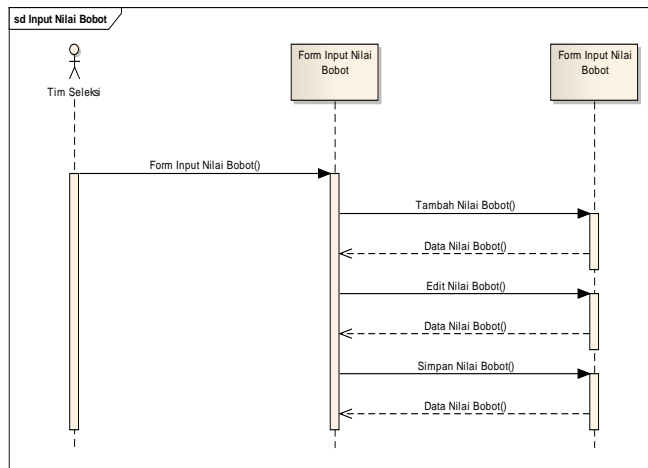 sd Input Nilai Bobot
Tim Seleksi
Form Input Nilai
Bobot
Form Input Nilai
Bobot
Form Input Nilai Bobot()
Tambah Nilai Bobot()
Data Nilai Bobot()
Edit Nilai Bobot()
Data Nilai Bobot()
Simpan Nilai Bobot()
Data Nilai Bobot()